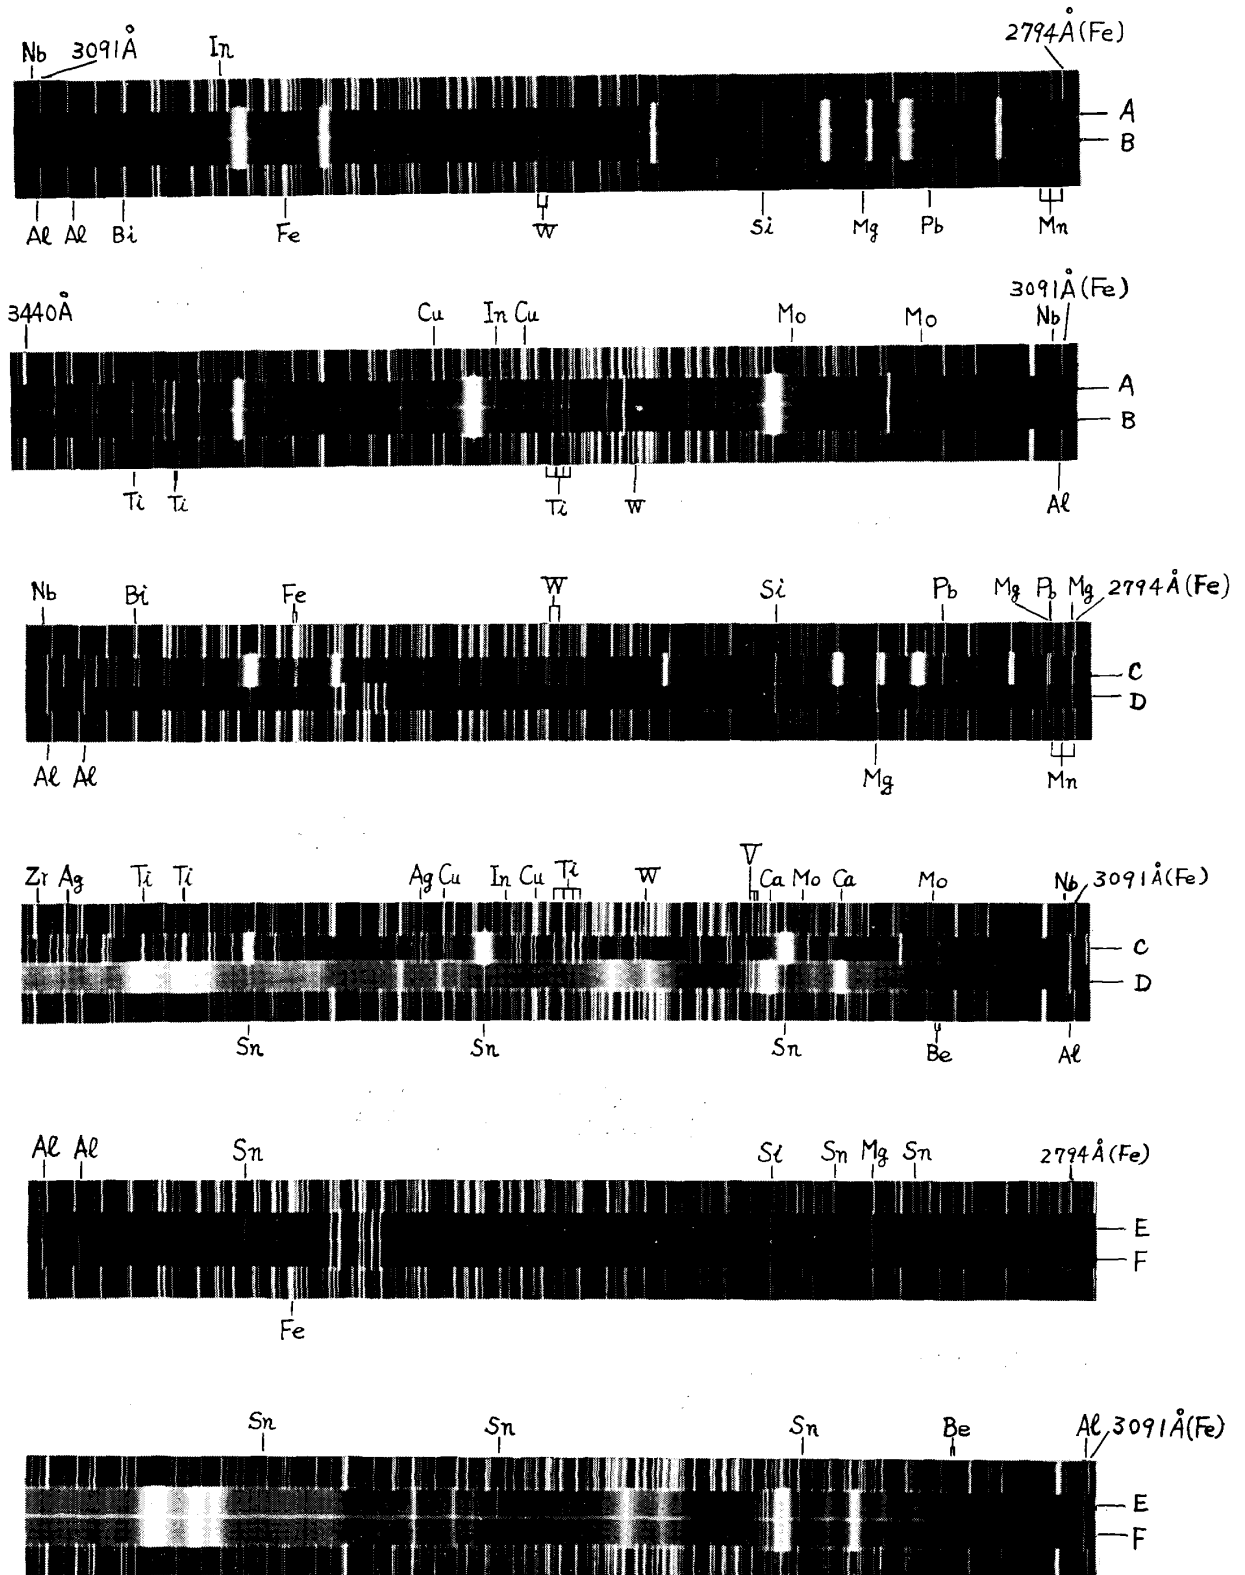 Nb 3091Å In 2794Å(Fe)
A
B
Al Al Bi Fe W Si Mg Pb Mn
3440Å Cu In Cu Mo Mo Nb 3091Å(Fe)
A
B
Ti Ti Ti W Al
Nb Bi Fe W Si Pb Mg Pb Mg 2794Å(Fe)
C
D
Al Al Mg Mn
Zr Ag Ti Ti Ag Cu In Cu Ti W V Ca Mo Ca Mo Nb 3091Å(Fe)
C
D
Sn Sn Sn Be Al
Al Al Sn Si Sn Mg Sn 2794Å(Fe)
E
F
Fe
Sn Sn Sn Be Al 3091Å(Fe)
E
F